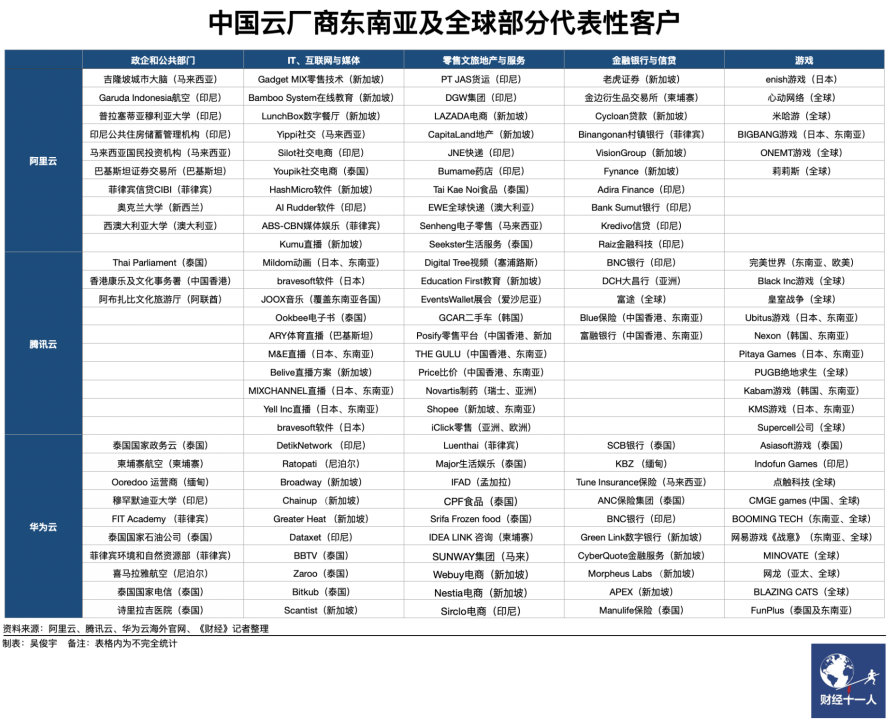 中国云厂商东南亚及全球部分代表性客户
政企和公共部门 IT、互联网与媒体 零售文旅地产与服务 金融银行与信贷 游戏
吉隆坡城市大脑（马来西亚） Gadget MIX零售技术（新加坡） PT JAS货运（印尼） 老虎证券（新加坡） enish游戏（日本）
Garuda Indonesia航空（印尼） Bamboo System在线教育（新加坡） DGW集团（印尼） 金边衍生品交易所（柬埔寨） 心动网络（全球）
普拉塞蒂亚穆利亚大学（印尼） LunchBox数字餐厅（新加坡） LAZADA电商（新加坡） Cycloan贷款（新加坡） 米哈游（全球）
印尼公共住房储蓄管理机构（印尼） Yippi社交（马来西亚） CapitaLand地产（新加坡） Binangonan村镇银行（菲律宾） BIGBANG游戏（日本、东南亚）
阿里云 马来西亚国民投资机构（马来西亚） Silot社交电商（印尼） JNE快递（印尼） VisionGroup（新加坡） ONEMT游戏（全球）
巴基斯坦证券交易所（巴基斯坦） Youpik社交电商（泰国） Bumame药店（印尼） Fynance（新加坡） 莉莉斯（全球）
菲律宾信贷CIBI（菲律宾） HashMicro软件（新加坡） Tai Kae Noi食品（泰国） Adira Finance（印尼）
奥克兰大学（新西兰） AI Rudder软件（印尼） EWE全球快递（澳大利亚） Bank Sumut银行（印尼）
西澳大利亚大学（澳大利亚） ABS-CBN媒体娱乐（菲律宾） Senheng电子零售（马来西亚） Kredivo信贷（印尼）
Kumu直播（新加坡） Seekster生活服务（泰国） Raiz金融科技（印尼）
Thai Parliament（泰国） Mildom动画（日本、东南亚） Digital Tree视频（塞浦路斯） BNC银行（印尼） 完美世界（东南亚、欧美）
香港康乐及文化事务署（中国香港） bravesoft软件（日本） Education First教育（新加坡） DCH大昌行（亚洲） Black Inc游戏（全球）
阿布扎比文化旅游厅（阿联酋） JOOX音乐（覆盖东南亚各国） EventsWallet展会（爱沙尼亚） 富途（全球） 皇室战争（全球）
Ookbee电子书（泰国） GCAR二手车（韩国） Blue保险（中国香港、东南亚） Ubitus游戏（日本、东南亚）
腾讯云 ARY体育直播（巴基斯坦） Posify零售平台（中国香港、新加 富融银行（中国香港、东南亚） Nexon（韩国、东南亚）
M&E直播（日本、东南亚） THE GULU（中国香港、东南亚） Pitaya Games（日本、东南亚）
Belive直播方案（新加坡） Price比价（中国香港、东南亚） PUGB绝地求生（全球）
MIXCHANNEL直播（日本、东南亚） Novartis制药（瑞士、亚洲） Kabam游戏（韩国、东南亚）
Yell Inc直播（日本、东南亚） Shopee（新加坡、东南亚） KMS游戏（日本、东南亚）
bravesoft软件（日本） iClick零售（亚洲、欧洲） Supercell公司（全球）
泰国国家政务云（泰国） DetikNetwork（印尼） Luenthai（菲律宾） SCB银行（泰国） Asiasoft游戏（泰国）
柬埔寨航空（柬埔寨） Ratopati（尼泊尔） Major生活娱乐（泰国） KBZ（缅甸） Indofun Games（印尼）
Ooredoo 运营商（缅甸） Broadway（新加坡） IFAD（孟加拉） Tune Insurance保险（马来西亚） 点触科技(全球)
穆罕默迪亚大学（印尼） Chainup（新加坡） CPF食品（泰国） ANC保险集团（泰国） CMGE games (中国、全球)
FIT Academy（菲律宾） Greater Heat（新加坡） Srifa Frozen food（泰国） BNC银行（印尼） BOOMING TECH（东南亚、全球）
华为云 泰国国家石油公司（泰国） Dataxet（印尼） IDEA LINK 咨询（柬埔寨） Green Link数字银行（新加坡） 网易游戏《战意》（东南亚、全球）
菲律宾环境和自然资源部（菲律宾） BBTV（泰国） SUNWAY集团（马来） CyberQuote金融服务（新加坡） MINOVATE（全球）
喜马拉雅航空（尼泊尔） Zaroo（泰国） Webuy电商（新加坡） Morpheus Labs（新加坡） 网龙（亚太、全球）
泰国国家电信（泰国） Bitkub（泰国） Nestia电商（新加坡） APEX（新加坡） BLAZING CATS（全球）
诗里拉吉医院（泰国） Scantist（新加坡） Sirclo电商（印尼） Manulife保险（泰国） FunPlus（泰国及东南亚）
资料来源：阿里云、腾讯云、华为云海外官网、《财经》记者整理
制表：吴俊宇 备注：表格内为不完全统计
财经十一人